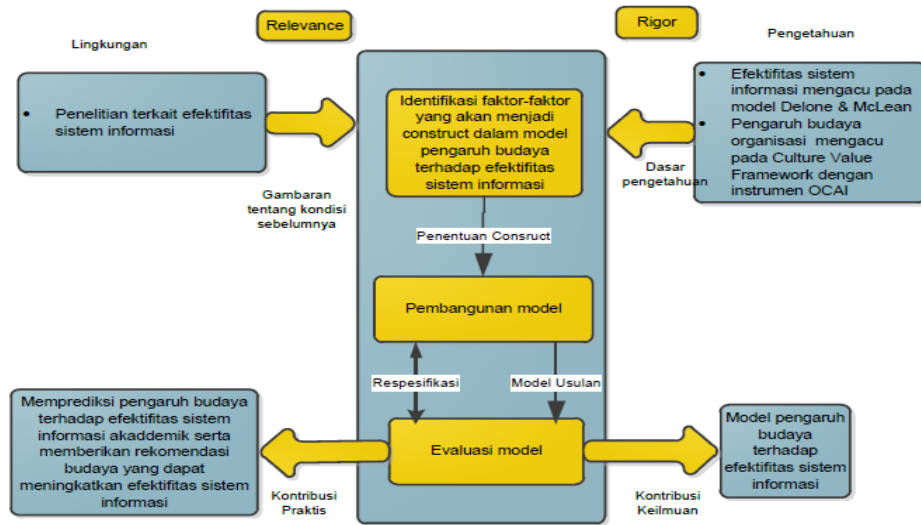 Relevance
Rigor
Lingkungan
Pengetahuan
• Penelitian terkait efektifitas
sistem informasi
Identifikasi faktor-faktor
yang akan menjadi
construct dalam model
pengaruh budaya
terhadap efektifitas
sistem informasi
• Efektifitas sistem
informasi mengacu pada
model Delone & McLean
• Pengaruh budaya
organisasi mengacu
pada Culture Value
Framework dengan
instrumen OCAI
Gambaran
tentang kondisi
sebelumnya
Dasar
pengetahuan
Penentuan Consruct
Pembangunan model
Respesifikasi
Model Usulan
Memprediksi pengaruh budaya
terhadap efektifitas sistem
informasi akaddemik serta
memberikan rekomendasi
budaya yang dapat
meningkatkan efektifitas sistem
informasi
Evaluasi model
Model pengaruh
budaya
terhadap
efektifitas sistem
informasi
Kontribusi
Praktis
Kontribusi
Keilmuan